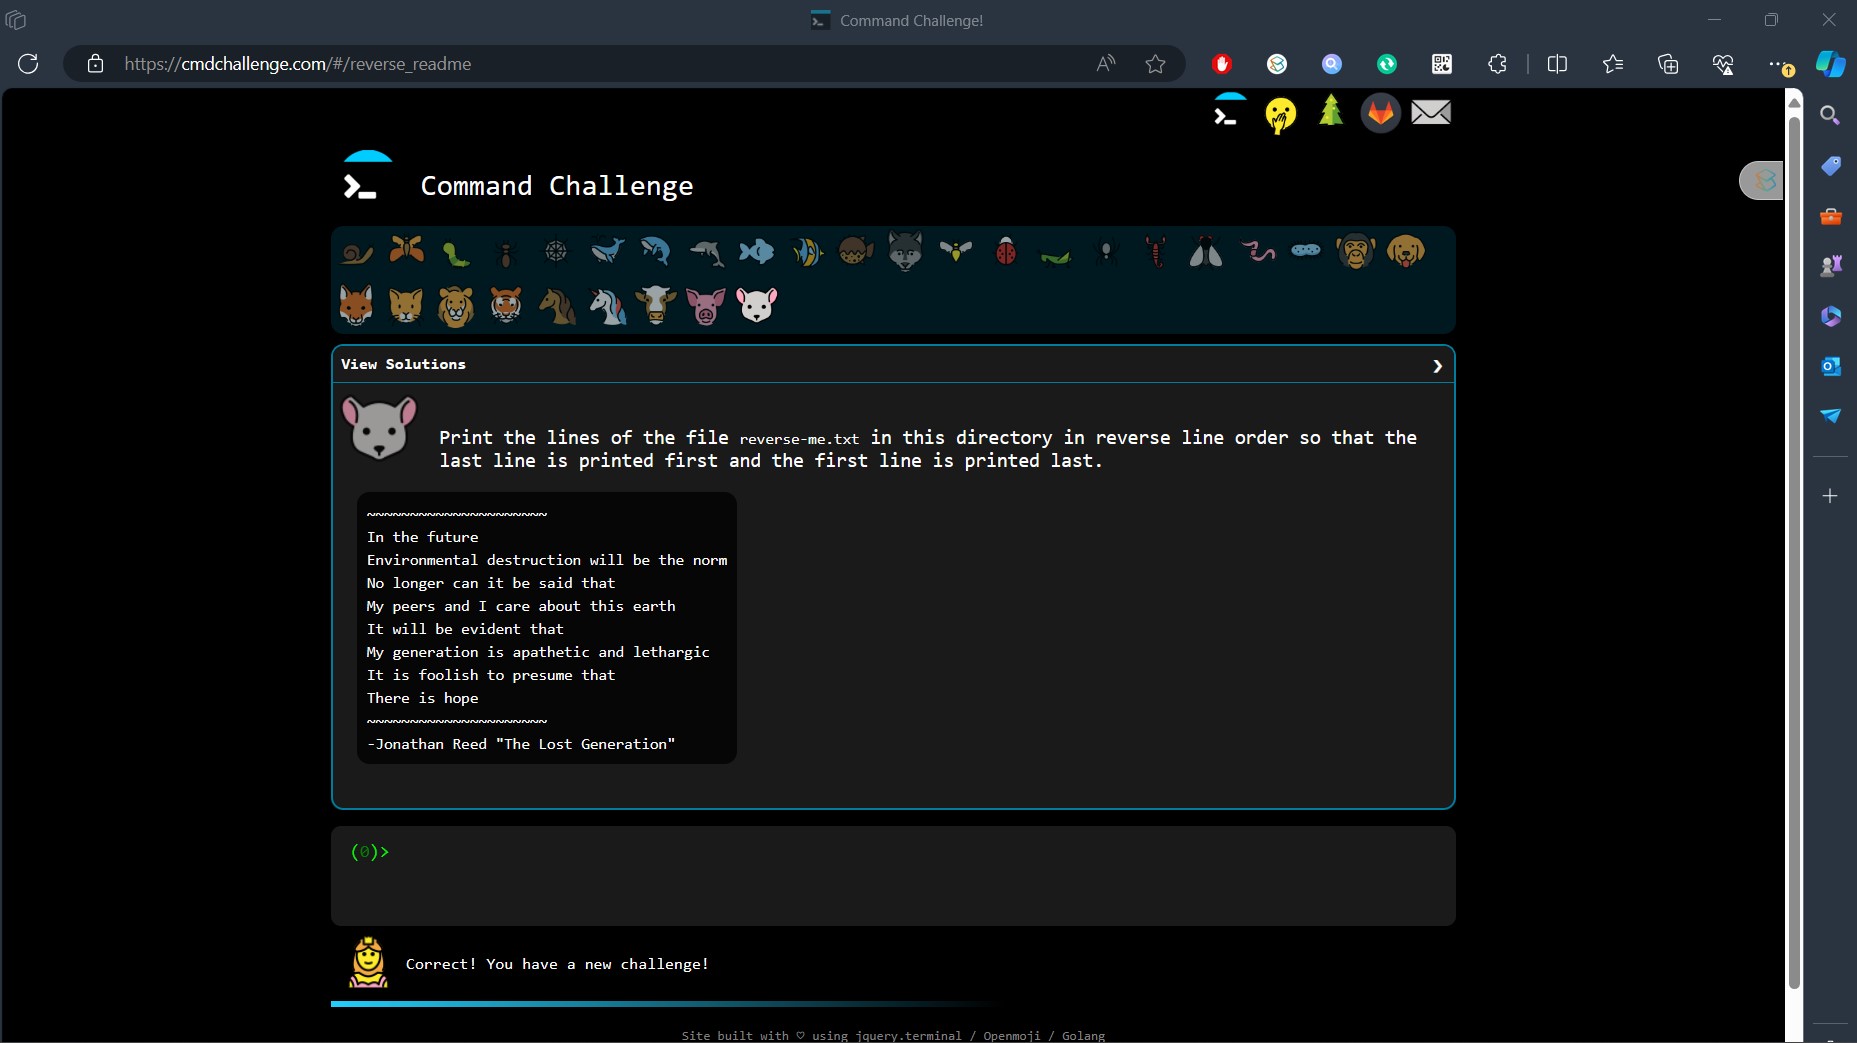 Command Challenge!
https://cmdchallenge.com/#/reverse_readme
Command Challenge
View Solutions
Print the lines of the file reverse-me.txt in this directory in reverse line order so that the
last line is printed first and the first line is printed last.
~~~~~~~~~~~~~~~~~~~~~
In the future
Environmental destruction will be the norm
No longer can it be said that
My peers and I care about this earth
It will be evident that
My generation is apathetic and lethargic
It is foolish to presume that
There is hope
~~~~~~~~~~~~~~~~~~~~~
-Jonathan Reed "The Lost Generation"
(0)>
Correct! You have a new challenge!
Site built with ♡ using jquery.terminal / Openmoji / Golang